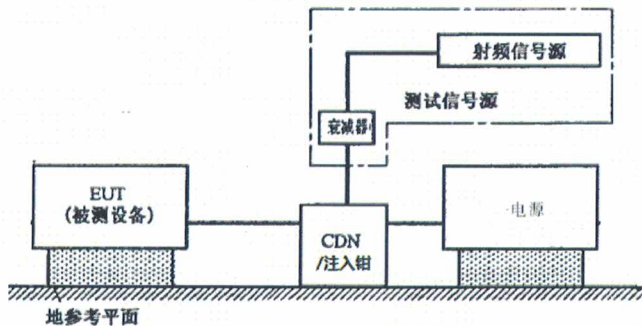 射频信号源
测试信号源
衰减器
EUT
(被测设备)
电源
CDN
/注入钳
地参考平面